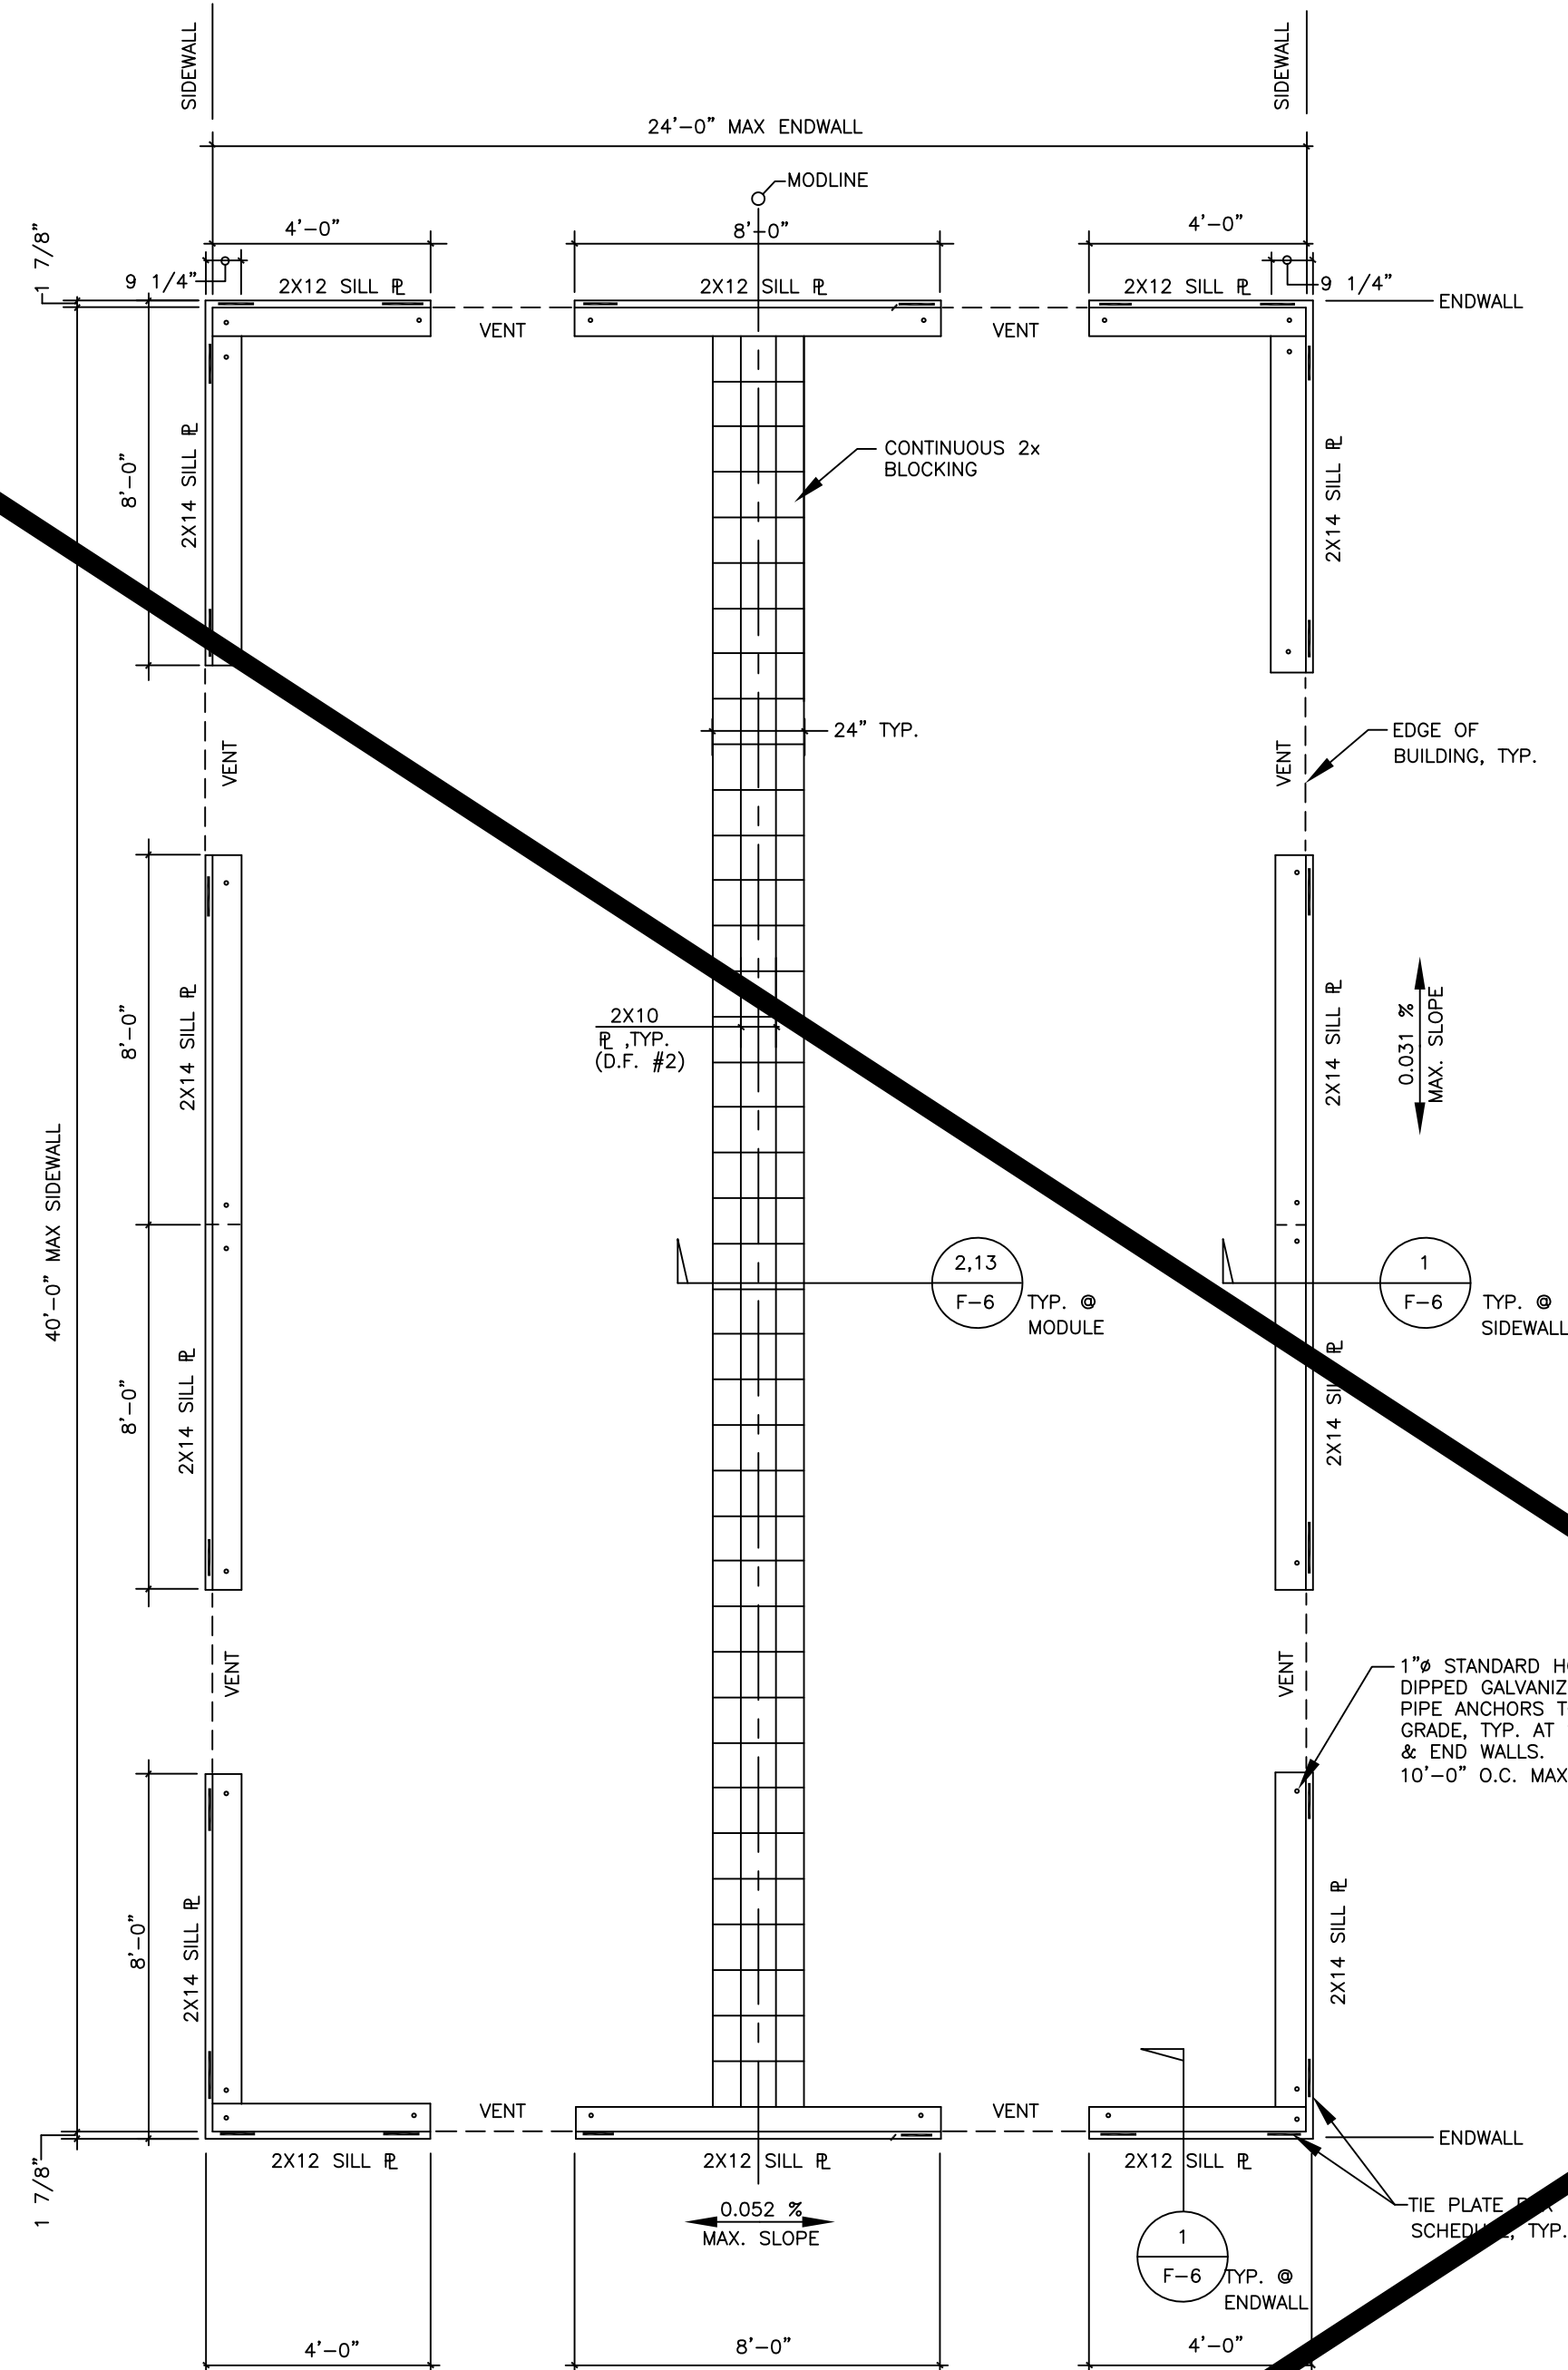 SIDEWALL
SIDEWALL
24'-0" MAX ENDWALL
MODLINE
4'-0"
8'-0"
4'-0"
1 7/8"
9 1/4"
2X12 SILL PL
2X12 SILL PL
2X12 SILL PL
9 1/4"
ENDWALL
VENT
VENT
8'-0"
2X14 SILL PL
CONTINUOUS 2x
BLOCKING
2X14 SILL PL
24" TYP.
VENT
VENT
EDGE OF
BUILDING, TYP.
8'-0"
2X14 SILL PL
2X10
PL ,TYP.
(D.F. #2)
2X14 SILL PL
0.031 %
MAX. SLOPE
40'-0" MAX SIDEWALL
2,13
F-6
TYP. @
MODULE
1
F-6
TYP. @
SIDEWALL
8'-0"
2X14 SILL PL
2X14 SILL PL
VENT
VENT
1"ø STANDARD
DIPPED
PIPE ANCHORS
GRADE, TYP. AT
& END WALLS.
10'-0" O.C. MAX
8'-0"
2X14 SILL PL
2X14 SILL PL
VENT
VENT
1 7/8"
2X12 SILL PL
2X12 SILL PL
2X12 SILL PL
ENDWALL
0.052 %
MAX. SLOPE
TIE PLATE
TYP.
1
F-6
TYP. @
ENDWALL
4'-0"
8'-0"
4'-0"